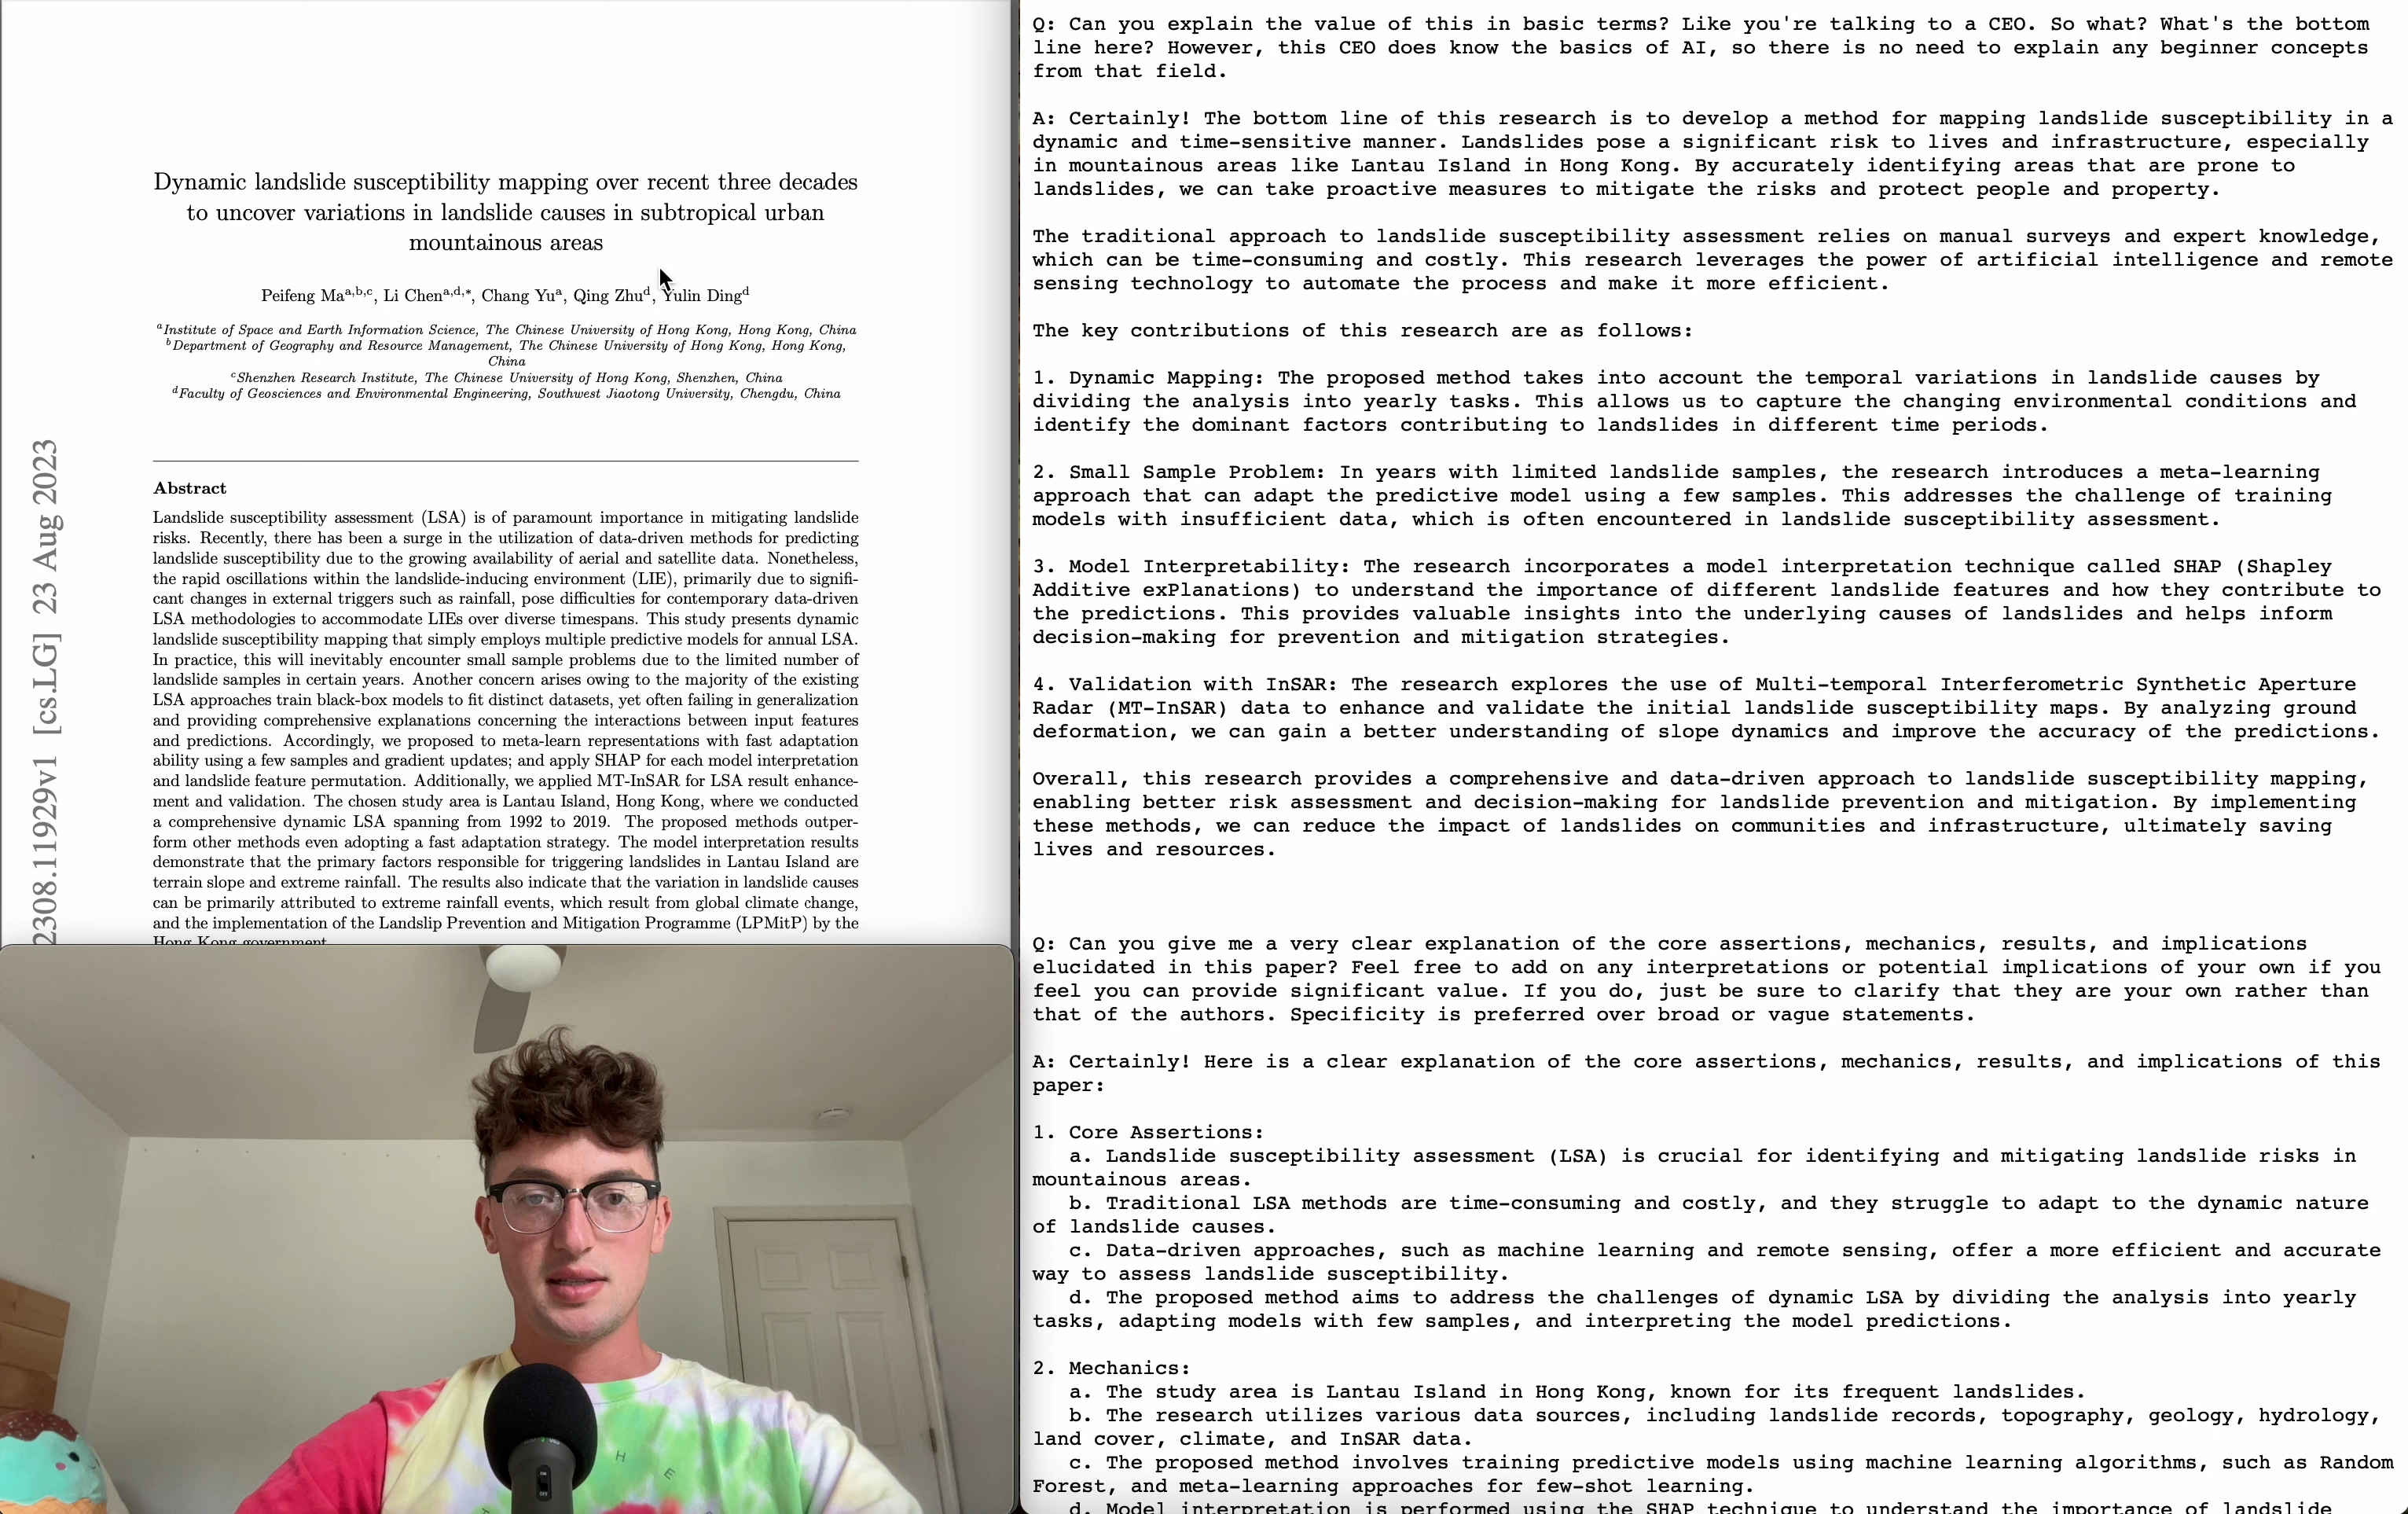 Dynamic landslide susceptibility mapping over recent three decades
to uncover variations in landslide causes in subtropical urban
mountainous areas
Peifeng Maa,b,c, Li Chena,d,*, Chang Yua, Qing Zhud, Yulin Dingd
aInstitute of Space and Earth Information Science, The Chinese University of Hong Kong, Hong Kong, China
bDepartment of Geography and Resource Management, The Chinese University of Hong Kong, Hong Kong,
China
cShenzhen Research Institute, The Chinese University of Hong Kong, Shenzhen, China
dFaculty of Geosciences and Environmental Engineering, Southwest Jiaotong University, Chengdu, China
2308.11929v1 [cs.LG] 23 Aug 2023
Abstract
Landslide susceptibility assessment (LSA) is of paramount importance in mitigating landslide
risks. Recently, there has been a surge in the utilization of data-driven methods for predicting
landslide susceptibility due to the growing availability of aerial and satellite data. Nonetheless,
the rapid oscillations within the landslide-inducing environment (LIE), primarily due to signifi-
cant changes in external triggers such as rainfall, pose difficulties for contemporary data-driven
LSA methodologies to accommodate LIEs over diverse timespans. This study presents dynamic
landslide susceptibility mapping that simply employs multiple predictive models for annual LSA.
In practice, this will inevitably encounter small sample problems due to the limited number of
landslide samples in certain years. Another concern arises owing to the majority of the existing
LSA approaches train black-box models to fit distinct datasets, yet often failing in generalization
and providing comprehensive explanations concerning the interactions between input features
and predictions. Accordingly, we proposed to meta-learn representations with fast adaptation
ability using a few samples and gradient updates; and apply SHAP for each model interpretation
and landslide feature permutation. Additionally, we applied MT-InSAR for LSA result enhance-
ment and validation. The chosen study area is Lantau Island, Hong Kong, where we conducted
a comprehensive dynamic LSA spanning from 1992 to 2019. The proposed methods outper-
form other methods even adopting a fast adaptation strategy. The model interpretation results
demonstrate that the primary factors responsible for triggering landslides in Lantau Island are
terrain slope and extreme rainfall. The results also indicate that the variation in landslide causes
can be primarily attributed to extreme rainfall events, which result from global climate change,
and the implementation of the Landslip Prevention and Mitigation Programme (LPMitP) by the
Hong Kong government.
H
E
Q: Can you explain the value of this in basic terms? Like you're talking to a CEO. So what? What's the bottom
line here? However, this CEO does know the basics of AI, so there is no need to explain any beginner concepts
from that field.
A: Certainly! The bottom line of this research is to develop a method for mapping landslide susceptibility in a
dynamic and time-sensitive manner. Landslides pose a significant risk to lives and infrastructure, especially
in mountainous areas like Lantau Island in Hong Kong. By accurately identifying areas that are prone to
landslides, we can take proactive measures to mitigate the risks and protect people and property.
The traditional approach to landslide susceptibility assessment relies on manual surveys and expert knowledge,
which can be time-consuming and costly. This research leverages the power of artificial intelligence and remote
sensing technology to automate the process and make it more efficient.
The key contributions of this research are as follows:
1. Dynamic Mapping: The proposed method takes into account the temporal variations in landslide causes by
dividing the analysis into yearly tasks. This allows us to capture the changing environmental conditions and
identify the dominant factors contributing to landslides in different time periods.
2. Small Sample Problem: In years with limited landslide samples, the research introduces a meta-learning
approach that can adapt the predictive model using a few samples. This addresses the challenge of training
models with insufficient data, which is often encountered in landslide susceptibility assessment.
3. Model Interpretability: The research incorporates a model interpretation technique called SHAP (Shapley
Additive exPlanations) to understand the importance of different landslide features and how they contribute to
the predictions. This provides valuable insights into the underlying causes of landslides and helps inform
decision-making for prevention and mitigation strategies.
4. Validation with InSAR: The research explores the use of Multi-temporal Interferometric Synthetic Aperture
Radar (MT-InSAR) data to enhance and validate the initial landslide susceptibility maps. By analyzing ground
deformation, we can gain a better understanding of slope dynamics and improve the accuracy of the predictions.
Overall, this research provides a comprehensive and data-driven approach to landslide susceptibility mapping,
enabling better risk assessment and decision-making for landslide prevention and mitigation. By implementing
these methods, we can reduce the impact of landslides on communities and infrastructure, ultimately saving
lives and resources.
Q: Can you give me a very clear explanation of the core assertions, mechanics, results, and implications
elucidated in this paper? Feel free to add on any interpretations or potential implications of your own if you
feel you can provide significant value. If you do, just be sure to clarify that they are your own rather than
that of the authors. Specificity is preferred over broad or vague statements.
A: Certainly! Here is a clear explanation of the core assertions, mechanics, results, and implications of this
paper:
1. Core Assertions:
a. Landslide susceptibility assessment (LSA) is crucial for identifying and mitigating landslide risks in
mountainous areas.
b. Traditional LSA methods are time-consuming and costly, and they struggle to adapt to the dynamic nature
of landslide causes.
c. Data-driven approaches, such as machine learning and remote sensing, offer a more efficient and accurate
way to assess landslide susceptibility.
d. The proposed method aims to address the challenges of dynamic LSA by dividing the analysis into yearly
tasks, adapting models with few samples, and interpreting the model predictions.
2. Mechanics:
a. The study area is Lantau Island in Hong Kong, known for its frequent landslides.
b. The research utilizes various data sources, including landslide records, topography, geology, hydrology,
land cover, climate, and InSAR data.
c. The proposed method involves training predictive models using machine learning algorithms, such as Random
Forest, and meta-learning approaches for few-shot learning.
d. Model interpretation is performed using the SHAP technique to understand the importance of landslide